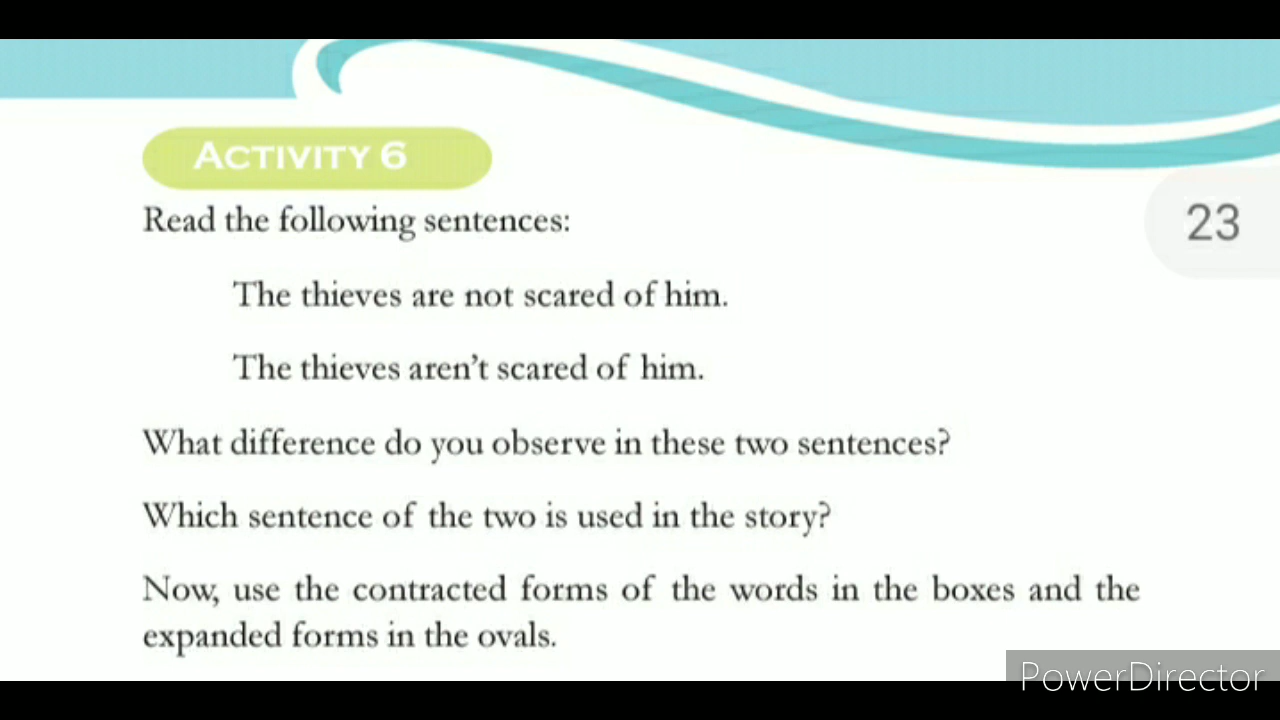 ACTIVITY 6
Read the following sentences:
23
The thieves are not scared of him.
The thieves aren’t scared of him.
What difference do you observe in these two sentences?
Which sentence of the two is used in the story?
Now, use the contracted forms of the words in the boxes and the
expanded forms in the ovals.
PowerDirector